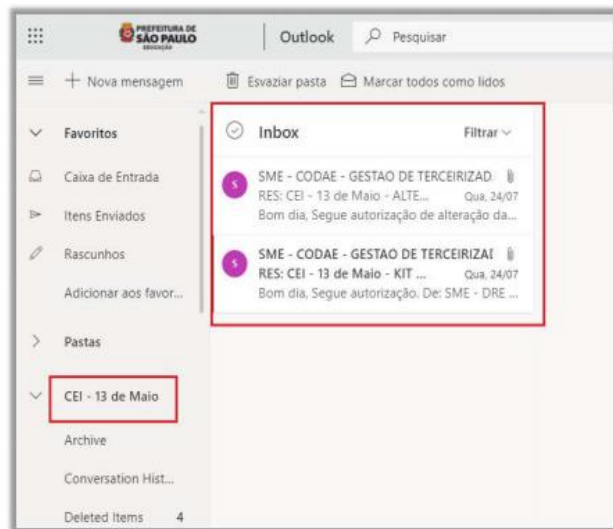 PREFEITURA DE
SÃO PAULO
EDUCAÇÃO
Outlook
Pesquisar
Nova mensagem
Esvaziar pasta
Marcar todos como lidos
Favoritos
Caixa de Entrada
Itens Enviados
Rascunhos
Adicionar aos favor...
Pastas
CEI - 13 de Maio
Archive
Conversation Hist...
Deleted Items 4
Inbox
Filtrar
S
SME - CODAE - GESTAO DE TERCEIRIZAD
RES: CEI - 13 de Maio - ALTE... Qua, 24/07
Bom dia, Segue autorização de alteração da...
S
SME - CODAE - GESTAO DE TERCEIRIZAI
RES: CEI - 13 de Maio - KIT ... Qua, 24/07
Bom dia, Segue autorização. De: SME - DRE ...